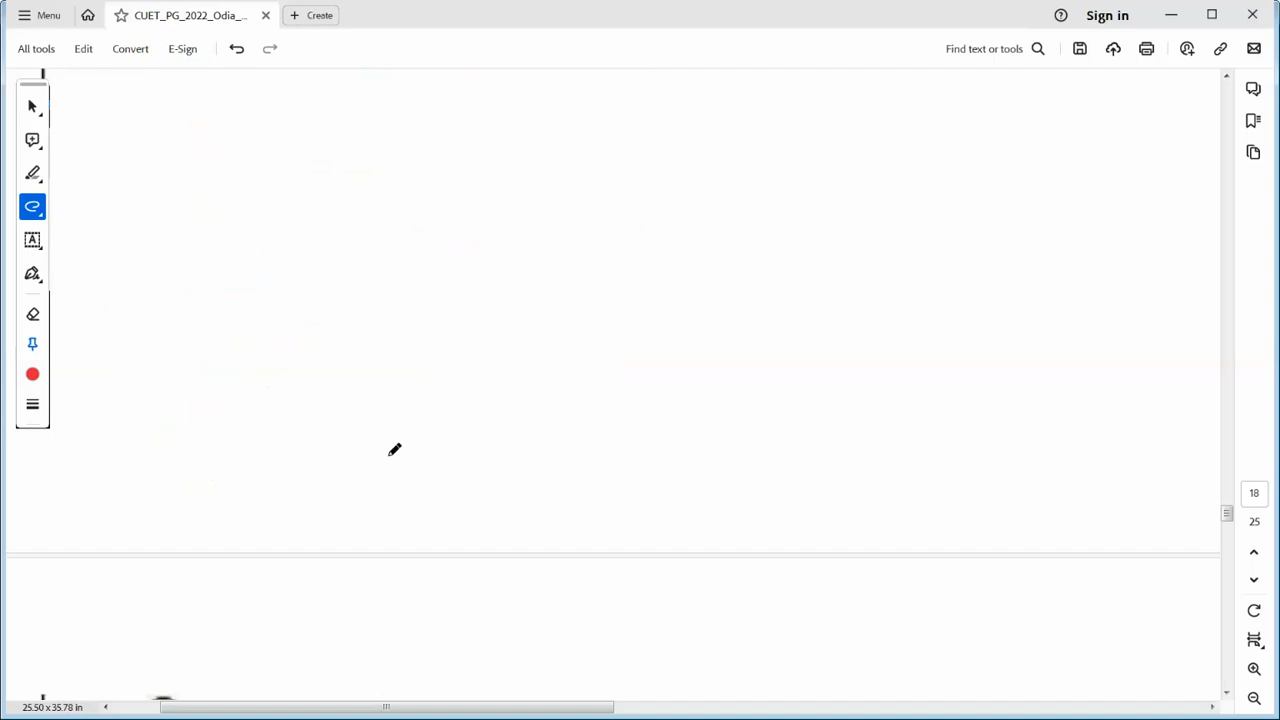 Menu
CUET_PG_2022_Odia_...
Create
Sign in
All tools
Edit
Convert
E-Sign
Find text or tools
18
25
25.50 x 35.78 in